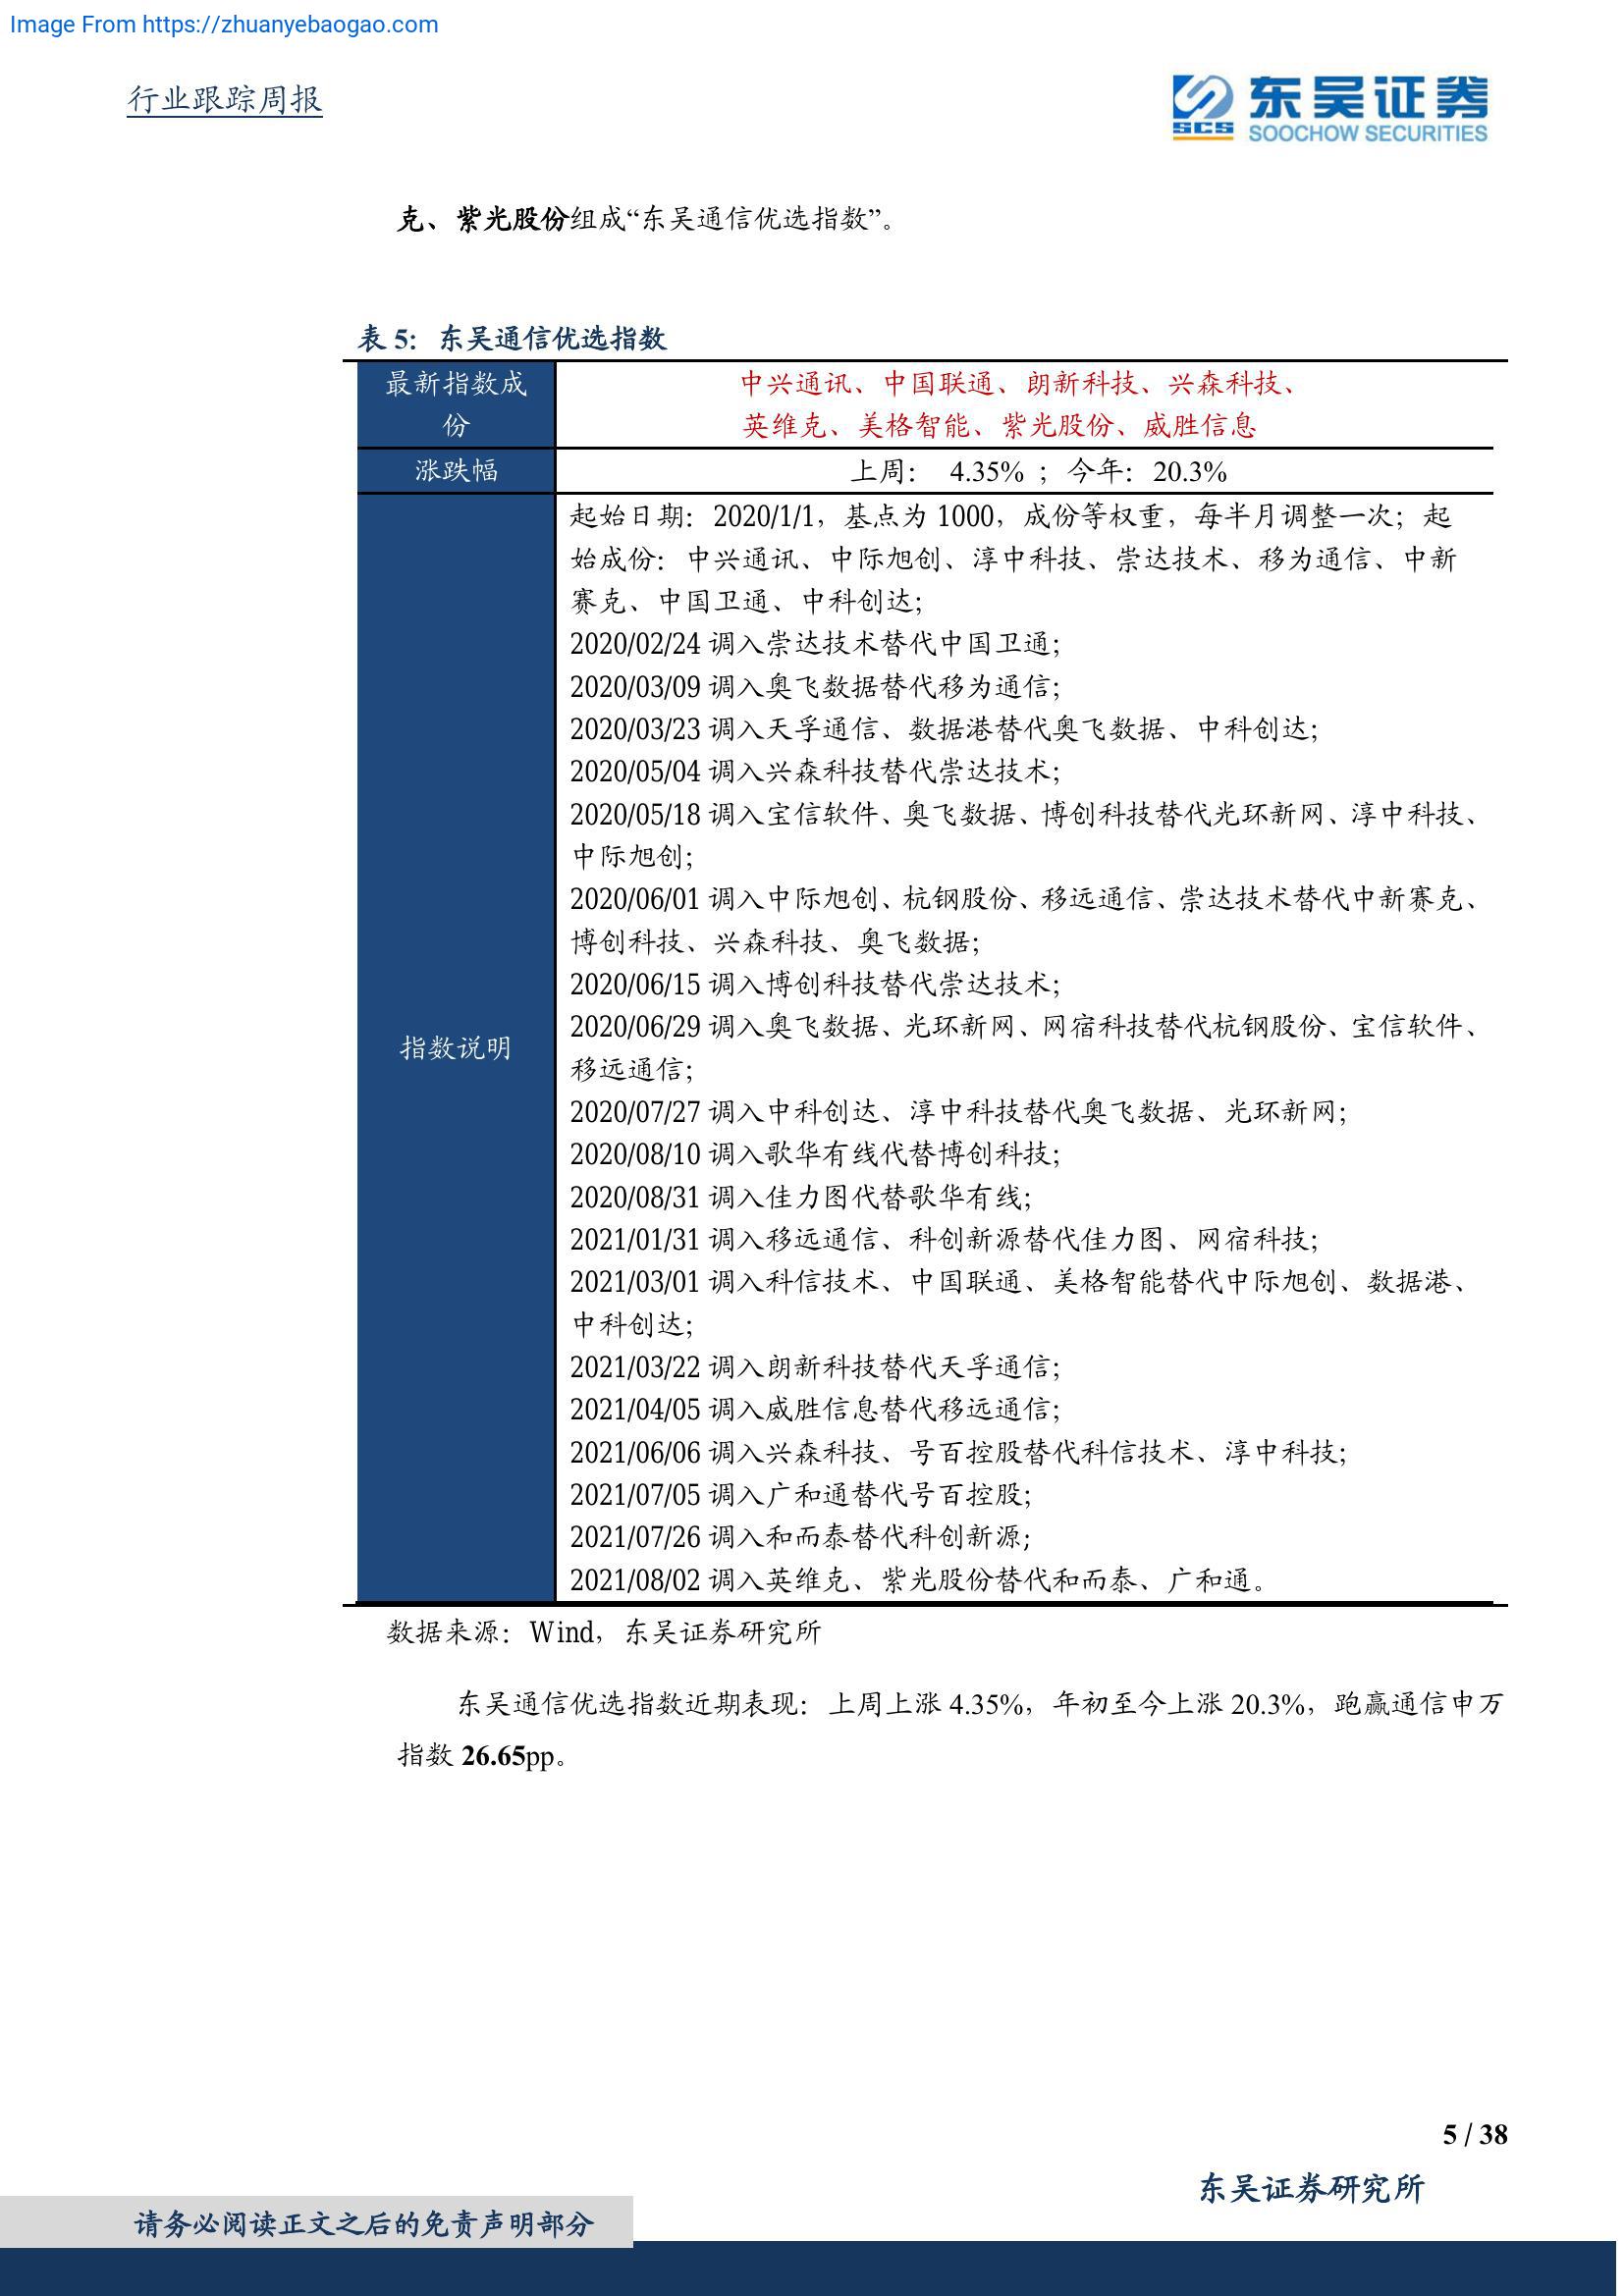 Image From https://zhuanyebaogao.com
行业跟踪周报
SCS
东吴证券
SOOCHOW SECURITIES
克、紫光股份组成“东吴通信优选指数”。
表 5: 东吴通信优选指数
最新指数成
份
中兴通讯、中国联通、朗新科技、兴森科技、
英维克、美格智能、紫光股份、威胜信息
涨跌幅
上周: 4.35% ;今年: 20.3%
指数说明
起始日期: 2020/1/1,基点为 1000,成份等权重,每半月调整一次;起
始成份:中兴通讯、中际旭创、淳中科技、崇达技术、移为通信、中新
赛克、中国卫通、中科创达;
2020/02/24 调入崇达技术替代中国卫通;
2020/03/09 调入奥飞数据替代移为通信;
2020/03/23 调入天孚通信、数据港替代奥飞数据、中科创达;
2020/05/04 调入兴森科技替代崇达技术;
2020/05/18 调入宝信软件、奥飞数据、博创科技替代光环新网、淳中科技、
中际旭创;
2020/06/01 调入中际旭创、杭钢股份、移远通信、崇达技术替代中新赛克、
博创科技、兴森科技、奥飞数据;
2020/06/15 调入博创科技替代崇达技术;
2020/06/29 调入奥飞数据、光环新网、网宿科技替代杭钢股份、宝信软件、
移远通信;
2020/07/27 调入中科创达、淳中科技替代奥飞数据、光环新网;
2020/08/10 调入歌华有线代替博创科技;
2020/08/31 调入佳力图代替歌华有线;
2021/01/31 调入移远通信、科创新源替代佳力图、网宿科技;
2021/03/01 调入科信技术、中国联通、美格智能替代中际旭创、数据港、
中科创达;
2021/03/22 调入朗新科技替代天孚通信;
2021/04/05 调入威胜信息替代移远通信;
2021/06/06 调入兴森科技、号百控股替代科信技术、淳中科技;
2021/07/05 调入广和通替代号百控股;
2021/07/26 调入和而泰替代科创新源;
2021/08/02 调入英维克、紫光股份替代和而泰、广和通。
数据来源:Wind,东吴证券研究所
东吴通信优选指数近期表现:上周上涨 4.35%,年初至今上涨 20.3%,跑赢通信申万
指数 26.65pp。
5 / 38
东吴证券研究所
请务必阅读正文之后的免责声明部分